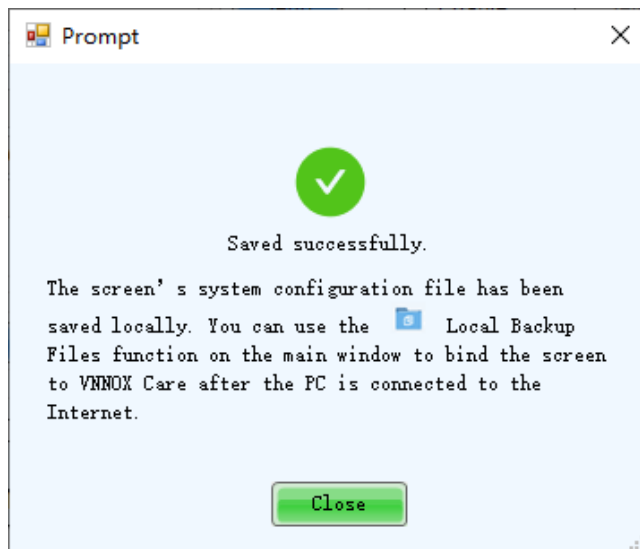 Prompt
Saved successfully.
The screen's system configuration file has been
saved locally. You can use the Local Backup
Files function on the main window to bind the screen
to VNNOX Care after the PC is connected to the
Internet.
Close